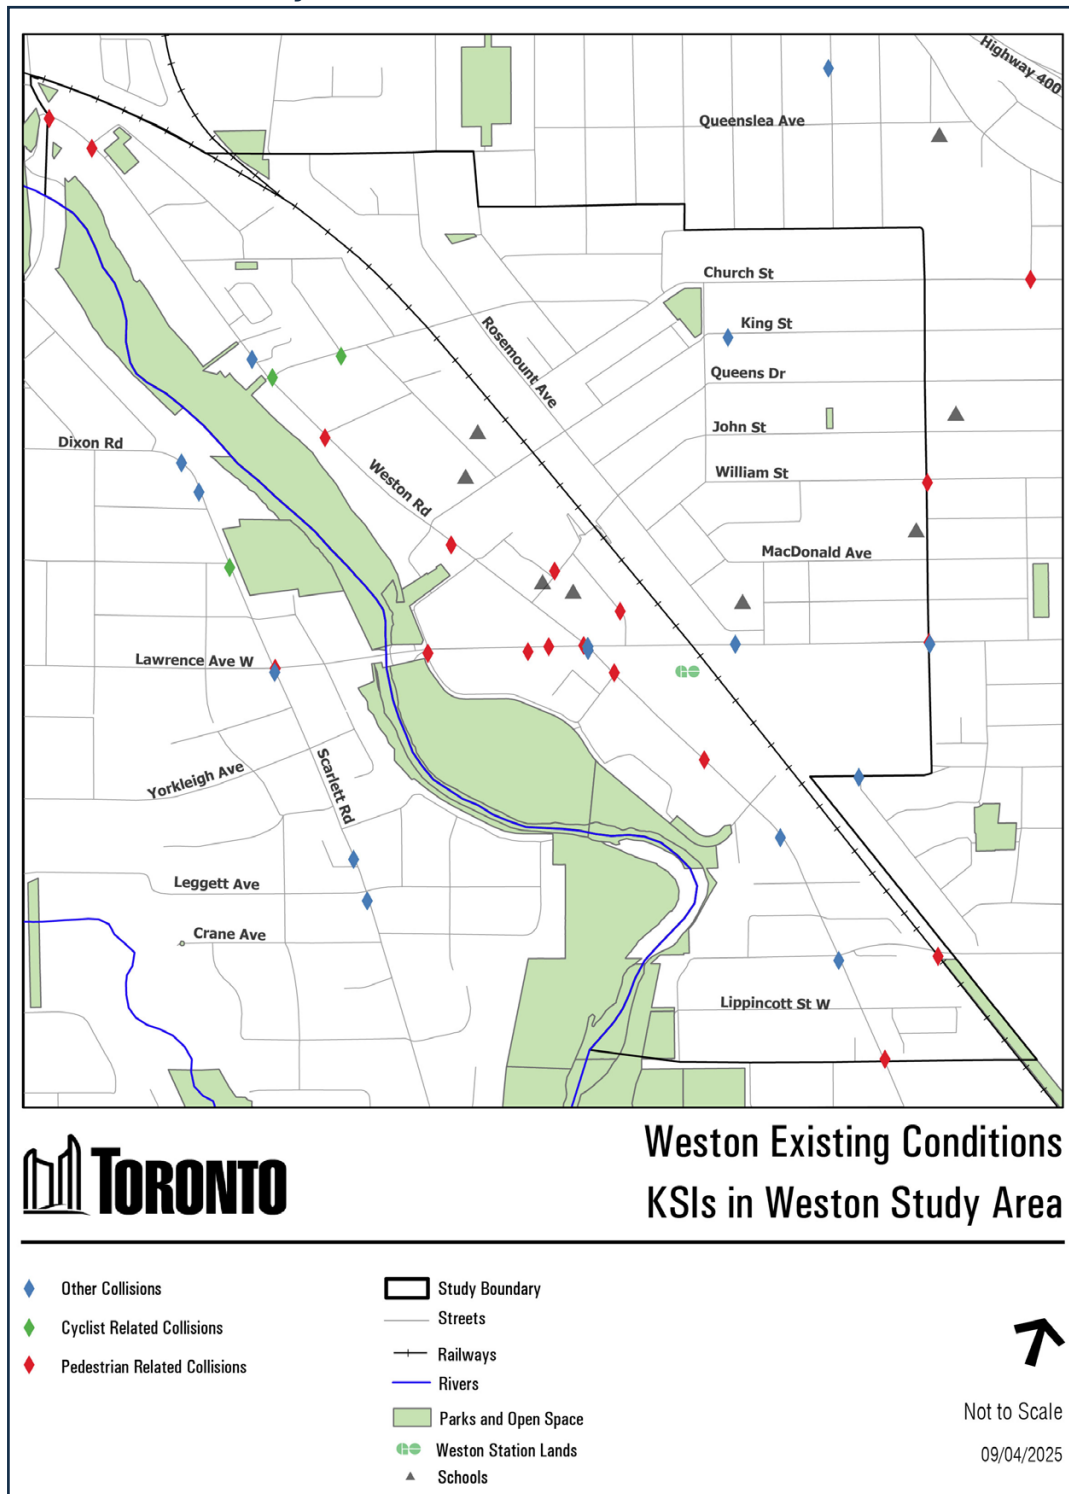 Highway 400
Queenslea Ave
Church St
King St
Rosemount Ave
Queens Dr
John St
Dixon Rd
Weston Rd
William St
MacDonald Ave
Lawrence Ave W
Scarlett Rd
Yorkleigh Ave
Leggett Ave
Crane Ave
Lippincott St W
TORONTO
Weston Existing Conditions
KSIs in Weston Study Area
Other Collisions
Cyclist Related Collisions
Pedestrian Related Collisions
Study Boundary
Streets
Railways
Rivers
Parks and Open Space
Weston Station Lands
Schools
Not to Scale
09/04/2025